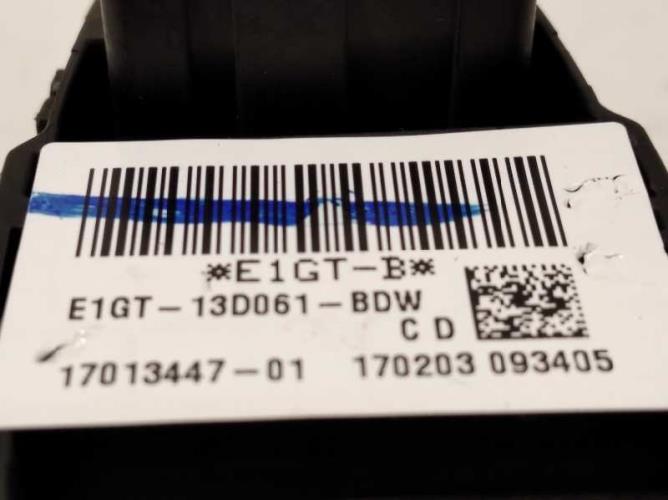 *E1GT-B*
E1GT-13D061-BDW
C D
17013447-01 170203 093405